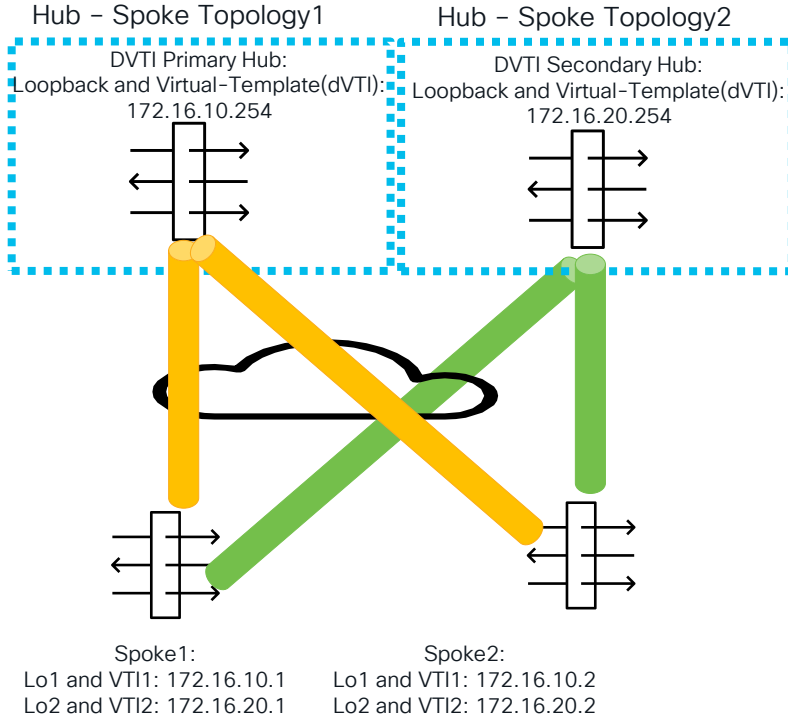 Hub – Spoke Topology1
Hub – Spoke Topology2
DVTI Primary Hub:
Loopback and Virtual-Template(dVTI):
172.16.10.254
DVTI Secondary Hub:
Loopback and Virtual-Template(dVTI):
172.16.20.254
Spoke1:
Lo1 and VTI1: 172.16.10.1
Lo2 and VTI2: 172.16.20.1
Spoke2:
Lo1 and VTI1: 172.16.10.2
Lo2 and VTI2: 172.16.20.2